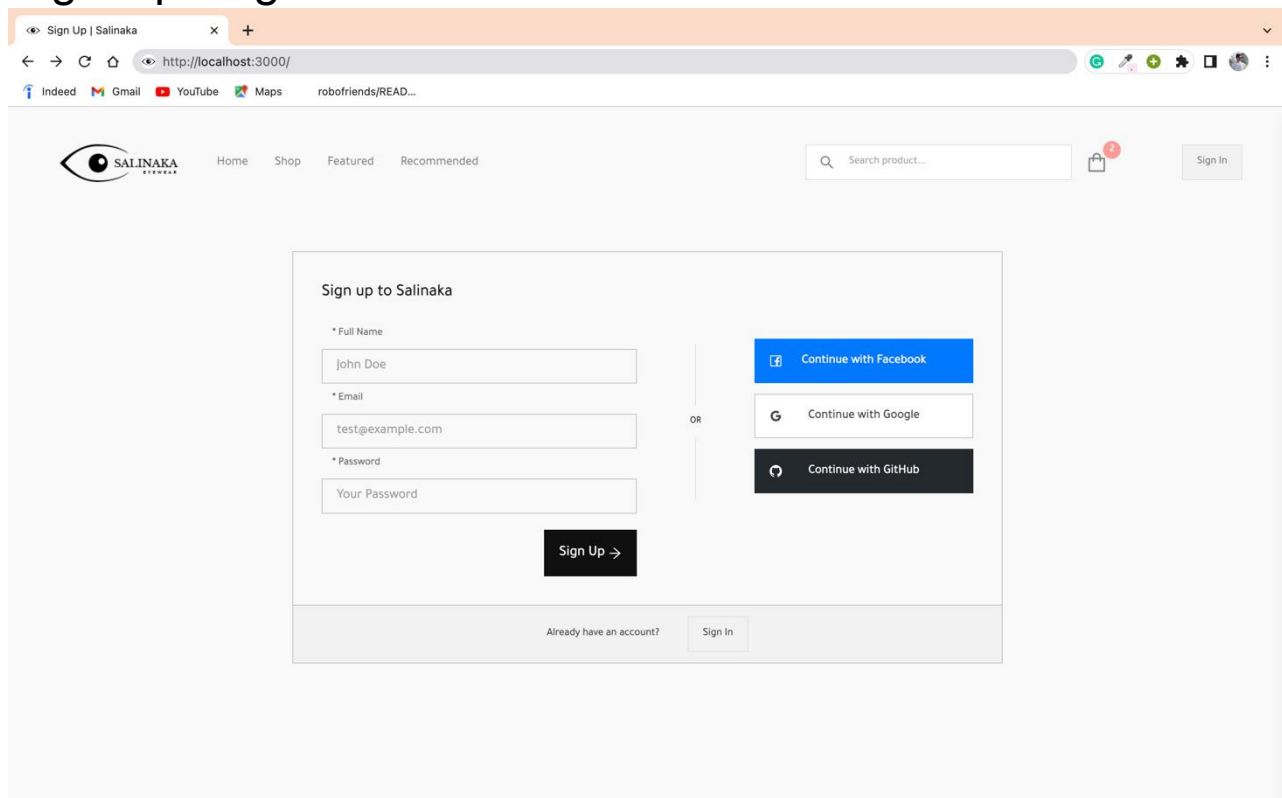 Sign Up | Salinaka
http://localhost:3000/
Indeed Gmail YouTube Maps robofriends/READ...
SALINAKA
EYEWEAR
Home Shop Featured Recommended
Search product...
2
Sign In
Sign up to Salinaka
* Full Name
John Doe
* Email
test@example.com
* Password
Your Password
Sign Up →
OR
Continue with Facebook
G Continue with Google
Continue with GitHub
Already have an account? Sign In